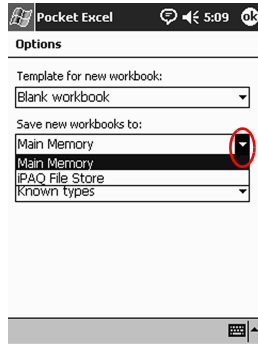 Pocket Excel 5:09 ok
Options
Template for new workbook:
Blank workbook
Save new workbooks to:
Main Memory
Main Memory
iPAQ File Store
Known types